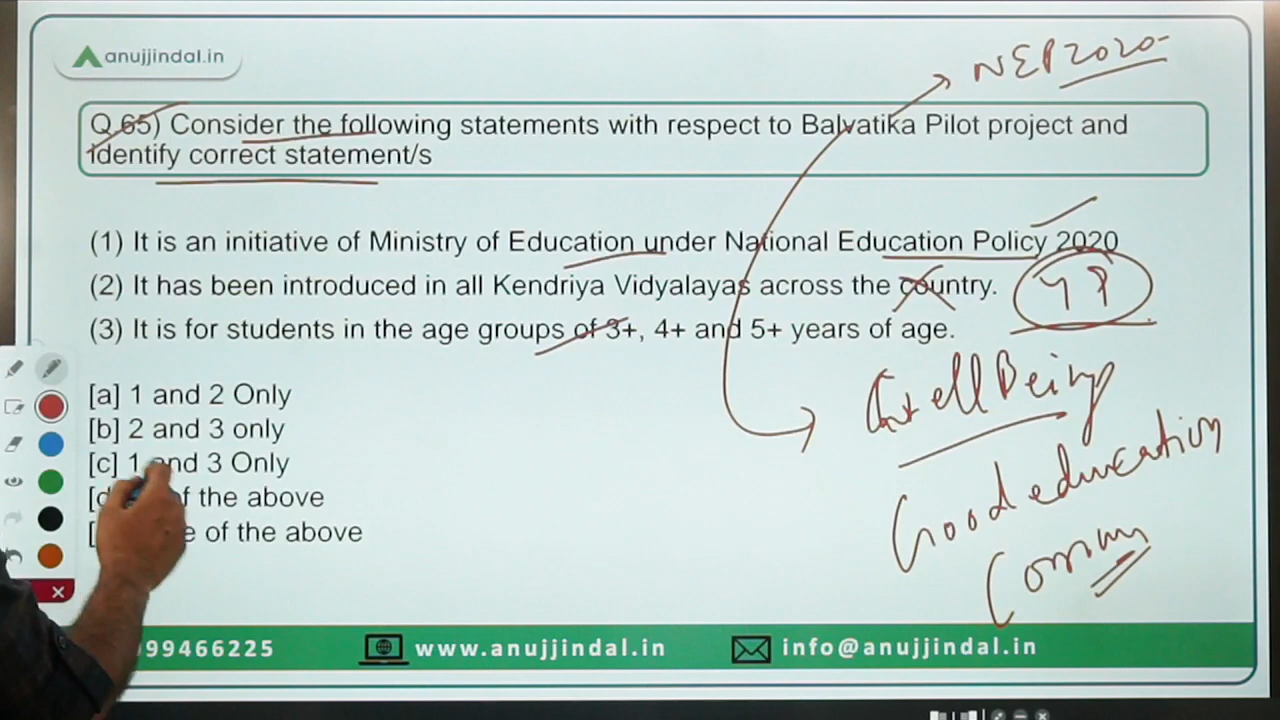 anujjindal.in
NEP 2020
Q.65) Consider the following statements with respect to Balvatika Pilot project and
identify correct statement/s
(1) It is an initiative of Ministry of Education under National Education Policy 2020
(2) It has been introduced in all Kendriya Vidyalayas across the country.
(3) It is for students in the age groups of 3+, 4+ and 5+ years of age.
[a] 1 and 2 Only
[b] 2 and 3 only
[c] 1 and 3 Only
of the above
of the above
Being
Good education
99466225
www.anujjindal.in
info@anujjindal.in